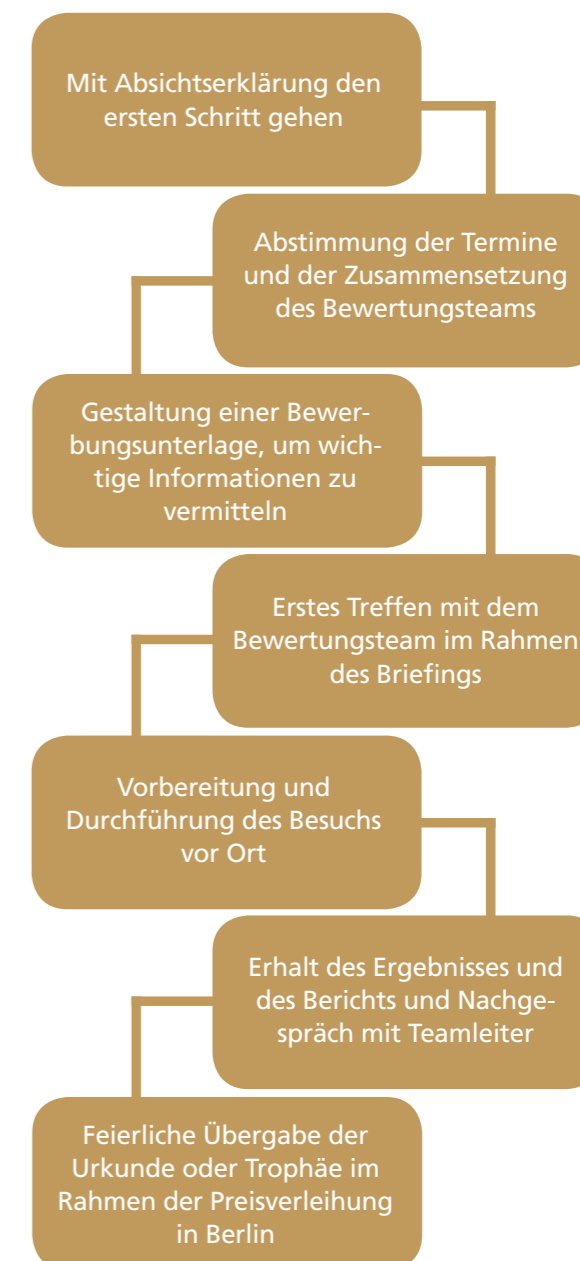 Mit Absichtserklärung den
ersten Schritt gehen
Abstimmung der Termine
und der Zusammensetzung
des Bewertungsteams
Gestaltung einer Bewer-
bungsunterlage, um wich-
tige Informationen zu
vermitteln
Erstes Treffen mit dem
Bewertungsteam im Rahmen
des Briefings
Vorbereitung und
Durchführung des Besuchs
vor Ort
Erhalt des Ergebnisses und
des Berichts und Nachge-
spräch mit Teamleiter
Feierliche Übergabe der
Urkunde oder Trophäe im
Rahmen der Preisverleihung
in Berlin